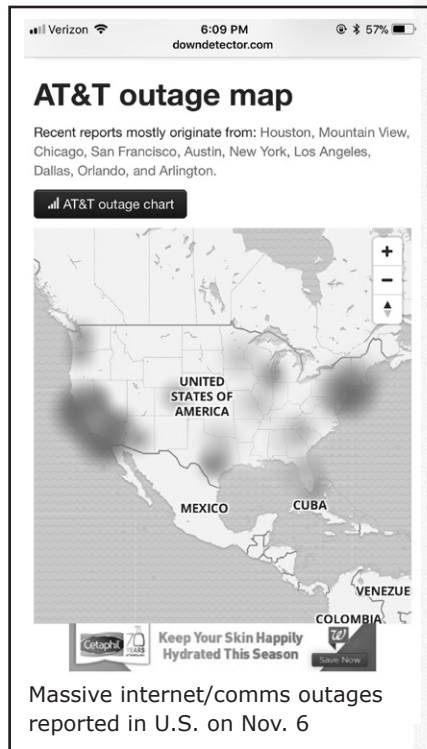 Verizon 6:09 PM 57%
downdetector.com
AT&T outage map
Recent reports mostly originate from: Houston, Mountain View,
Chicago, San Francisco, Austin, New York, Los Angeles,
Dallas, Orlando, and Arlington.
AT&T outage chart
+
−
UNITED
STATES OF
AMERICA
MEXICO
CUBA
VENEZUE
COLOMBIA
Cetaphil 70 YEARS
Keep Your Skin Happily
Hydrated This Season
W
Save Now
Massive internet/comms outages
reported in U.S. on Nov. 6